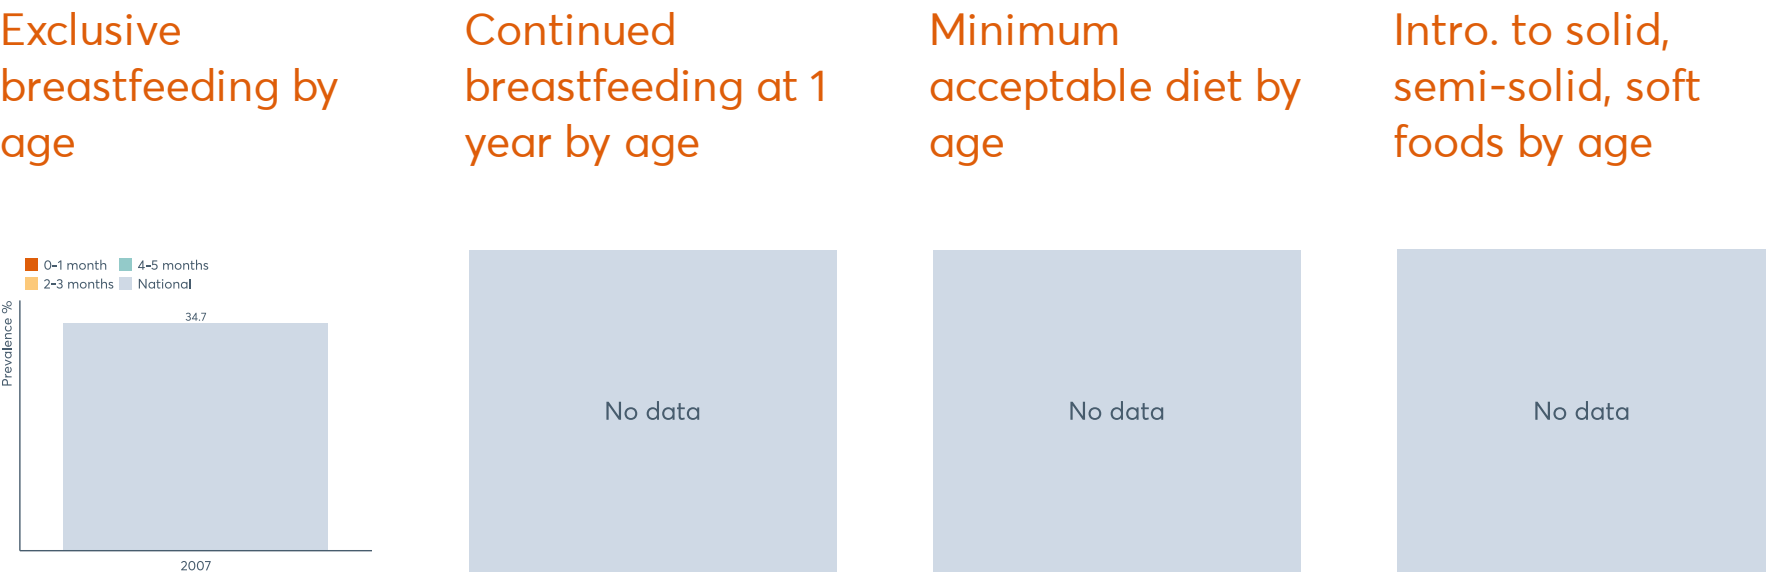 Exclusive
breastfeeding by
age
Continued
breastfeeding at 1
year by age
Minimum
acceptable diet by
age
Intro. to solid,
semi-solid, soft
foods by age
0-1 month
4-5 months
2-3 months
National
Prevalence %
34.7
2007
No data
No data
No data